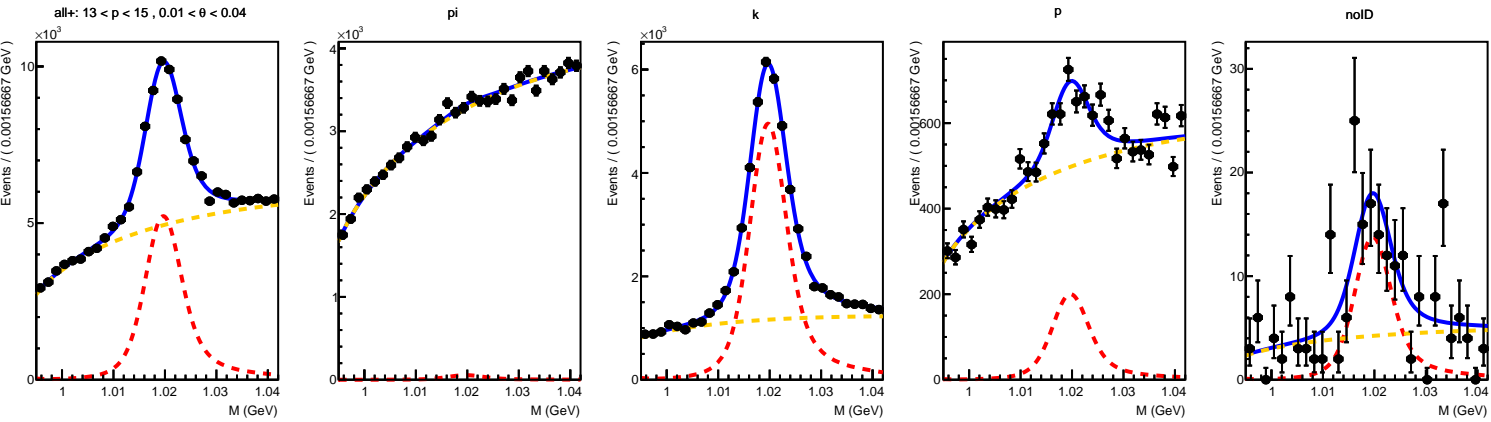 all+: 13 < p < 15 , 0.01 < θ < 0.04
×10³
Events / ( 0.00156667 GeV )
10
5
0
1 1.01 1.02 1.03 1.04
M (GeV)
pi
×10³
Events / ( 0.00156667 GeV )
4
3
2
1
0
1 1.01 1.02 1.03 1.04
M (GeV)
k
×10³
Events / ( 0.00156667 GeV )
6
4
2
0
1 1.01 1.02 1.03 1.04
M (GeV)
p
Events / ( 0.00156667 GeV )
600
400
200
0
1 1.01 1.02 1.03 1.04
M (GeV)
noID
Events / ( 0.00156667 GeV )
30
20
10
0
1 1.01 1.02 1.03 1.04
M (GeV)